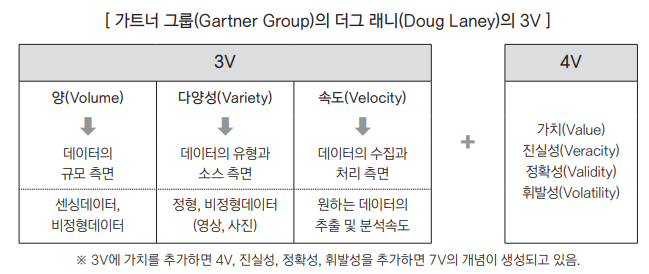 [ 가트너 그룹(Gartner Group)의 더그 래니(Doug Laney)의 3V ]
3V
양(Volume)
데이터의
규모 측면
센싱데이터,
비정형데이터
다양성(Variety)
데이터의 유형과
소스 측면
정형, 비정형데이터
(영상, 사진)
속도(Velocity)
데이터의 수집과
처리 측면
원하는 데이터의
추출 및 분석속도
+
4V
가치(Value)
진실성(Veracity)
정확성(Validity)
휘발성(Volatility)
※ 3V에 가치를 추가하면 4V, 진실성, 정확성, 휘발성을 추가하면 7V의 개념이 생성되고 있음.